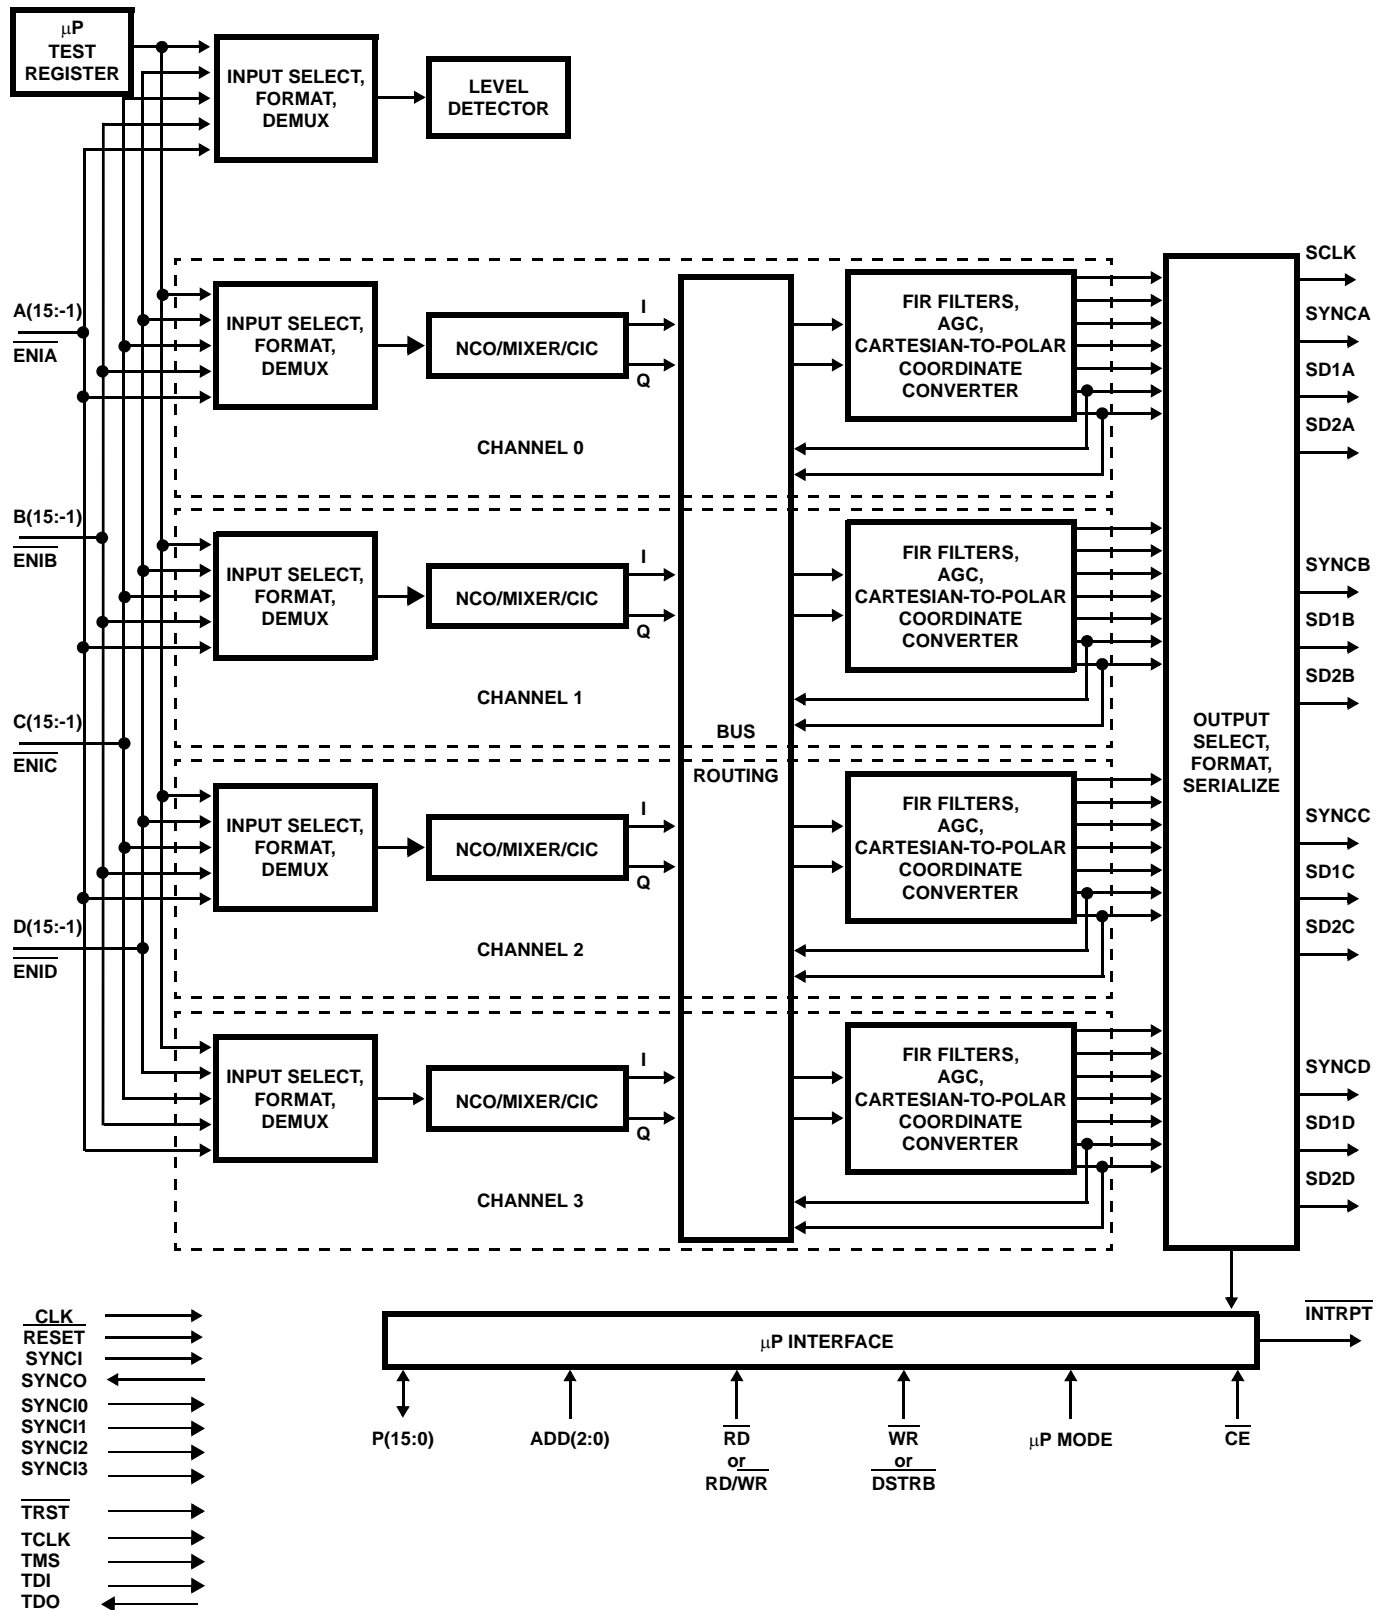 μP
TEST
REGISTER
INPUT SELECT,
FORMAT,
DEMUX
LEVEL
DETECTOR
A(15:-1)
ENIA
B(15:-1)
ENIB
C(15:-1)
ENIC
D(15:-1)
ENID
INPUT SELECT,
FORMAT,
DEMUX
NCO/MIXER/CIC
I
Q
FIR FILTERS,
AGC,
CARTESIAN-TO-POLAR
COORDINATE
CONVERTER
CHANNEL 0
INPUT SELECT,
FORMAT,
DEMUX
NCO/MIXER/CIC
I
Q
FIR FILTERS,
AGC,
CARTESIAN-TO-POLAR
COORDINATE
CONVERTER
CHANNEL 1
BUS
ROUTING
INPUT SELECT,
FORMAT,
DEMUX
NCO/MIXER/CIC
I
Q
FIR FILTERS,
AGC,
CARTESIAN-TO-POLAR
COORDINATE
CONVERTER
CHANNEL 2
INPUT SELECT,
FORMAT,
DEMUX
NCO/MIXER/CIC
I
Q
FIR FILTERS,
AGC,
CARTESIAN-TO-POLAR
COORDINATE
CONVERTER
CHANNEL 3
OUTPUT
SELECT,
FORMAT,
SERIALIZE
SCLK
SYNCA
SD1A
SD2A
SYNCB
SD1B
SD2B
SYNCC
SD1C
SD2C
SYNCD
SD1D
SD2D
INTRPT
CLK
RESET
SYNCI
SYNCO
SYNCI0
SYNCI1
SYNCI2
SYNCI3
TRST
TCLK
TMS
TDI
TDO
μP INTERFACE
P(15:0)
ADD(2:0)
RD
or
RD/WR
WR
or
DSTRB
μP MODE
CE